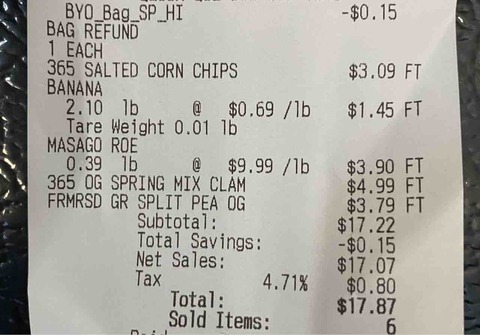 BYO_Bag_SP_HI -$0.15
BAG REFUND
1 EACH
365 SALTED CORN CHIPS $3.09 FT
BANANA
2.10 lb @ $0.69 /lb $1.45 FT
Tare Weight 0.01 lb
MASAGO ROE
0.39 lb @ $9.99 /lb $3.90 FT
365 OG SPRING MIX CLAM $4.99 FT
FRMRSD GR SPLIT PEA OG $3.79 FT
Subtotal: $17.22
Total Savings: -$0.15
Net Sales: $17.07
Tax 4.71% $0.80
Total: $17.87
Sold Items: 6